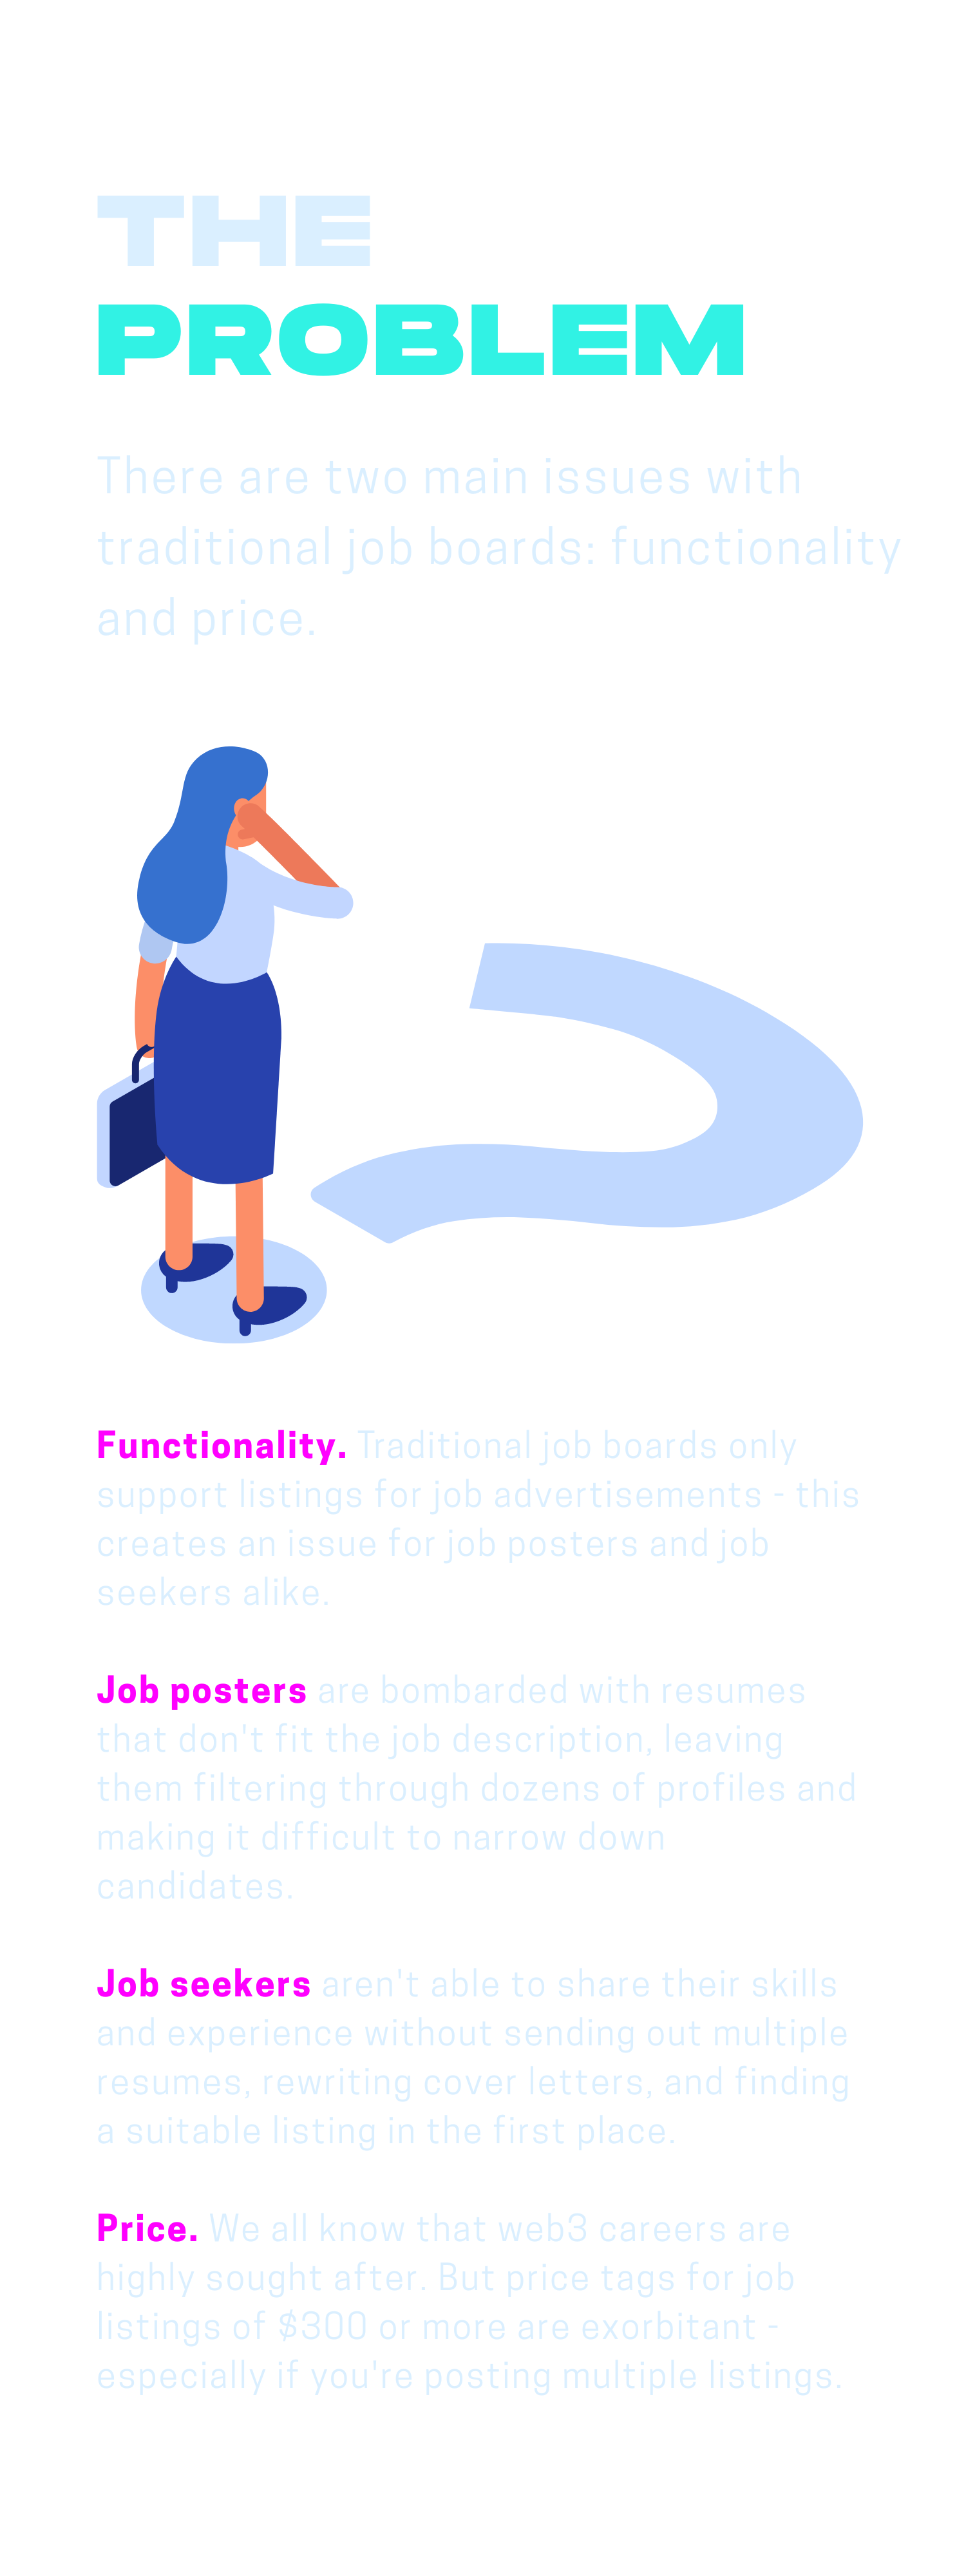 THE
PROBLEM
There are two main issues with
traditional job boards: functionality
and price.
Functionality. Traditional job boards only
support listings for job advertisements - this
creates an issue for job posters and job
seekers alike.
Job posters are bombarded with resumes
that don't fit the job description, leaving
them filtering through dozens of profiles and
making it difficult to narrow down
candidates.
Job seekers aren't able to share their skills
and experience without sending out multiple
resumes, rewriting cover letters, and finding
a suitable listing in the first place.
Price. We all know that web3 careers are
highly sought after. But price tags for job
listings of $300 or more are exorbitant -
especially if you're posting multiple listings.